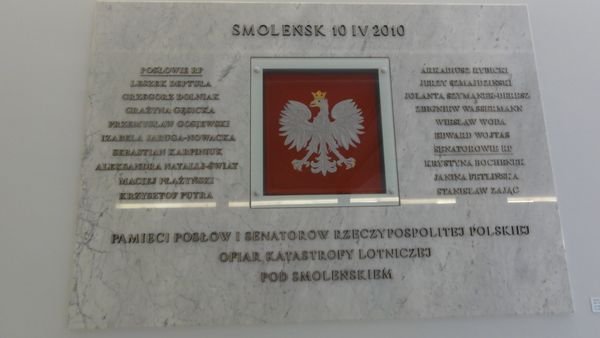 SMOLEŃSK 10 IV 2010
POSŁOWIE RP
LESZEK DEPTUŁA
GRZEGORZ DOLNIAK
GRAŻYNA GĘSICKA
PRZEMYSŁAW GOSIEWSKI
IZABELA JARUGA-NOWACKA
SEBASTIAN KARPINIUK
ALEKSANDRA NATALLI-ŚWIAT
MACIEJ PŁAŻYŃSKI
KRZYSZTOF PUTRA
ARKADIUSZ RYBICKI
JERZY SZMAJDZIŃSKI
JOLANTA SZYMANEK-DERESZ
ZBIGNIEW WASSERMANN
WIESŁAW WODA
EDWARD WOJTAS
SENATOROWIE RP
KRYSTYNA BOCHENEK
JANINA FETLIŃSKA
STANISŁAW ZAJĄC
PAMIĘCI POSŁÓW I SENATORÓW RZECZYPOSPOLITEJ POLSKIEJ
OFIAR KATASTROFY LOTNICZEJ
POD SMOLEŃSKIEM